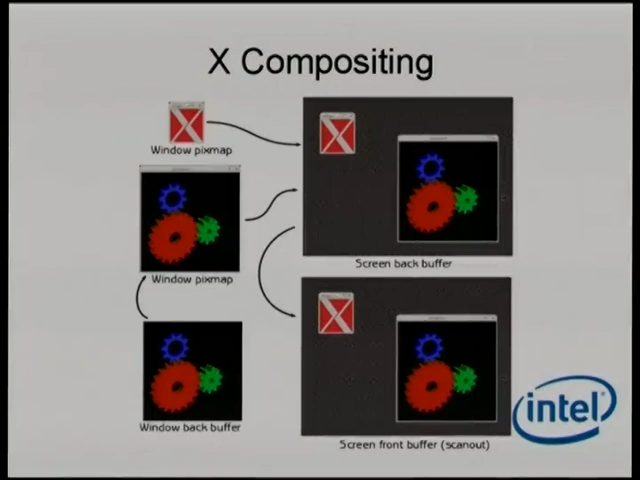 X Compositing
Window pixmap
Window pixmap
Window back buffer
Screen back buffer
Screen front buffer (scanout)
intel